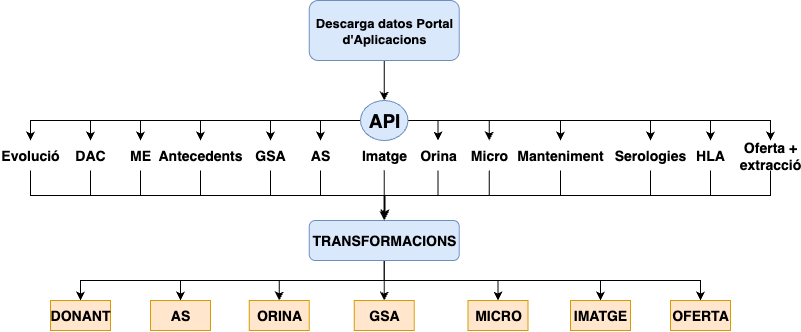 Descarga datos Portal
d'Aplicacions
API
Evolució DAC ME Antecedents GSA AS Imatge Orina Micro Manteniment Serologies HLA Oferta +
extracció
TRANSFORMACIONS
DONANT AS ORINA GSA MICRO IMATGE OFERTA